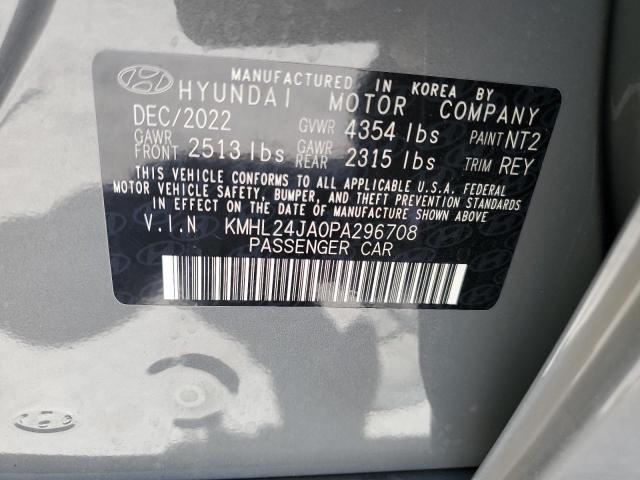 MANUFACTURED IN KOREA BY
HYUNDAI MOTOR COMPANY
DEC/2022 GVWR 4354 lbs PAINT NT2
GAWR FRONT 2513 lbs GAWR REAR 2315 lbs TRIM REY
THIS VEHICLE CONFORMS TO ALL APPLICABLE U.S.A. FEDERAL
MOTOR VEHICLE SAFETY, BUMPER, AND THEFT PREVENTION
STANDARDS IN EFFECT ON THE DATE OF MANUFACTURE SHOWN ABOVE.
V.I.N KMHL24JA0PA296708
PASSENGER CAR